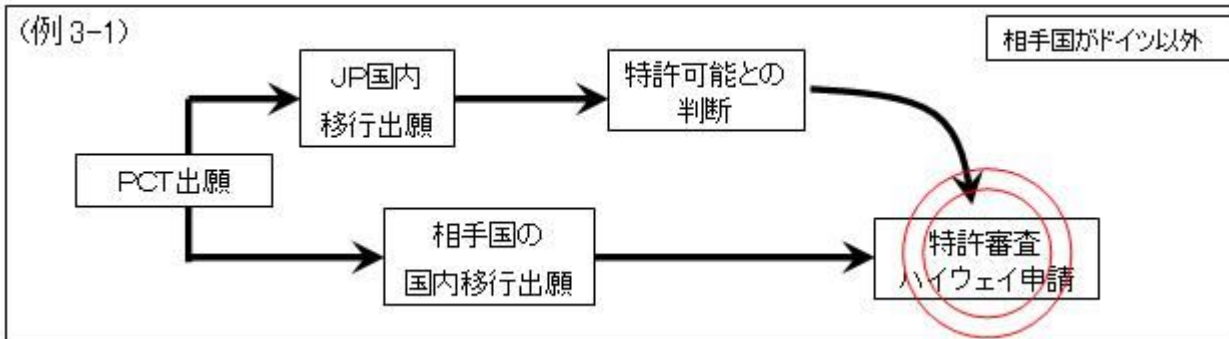 (例3-1)
相手国がドイツ以外
JP国内
移行出願
特許可能との
判断
PCT出願
相手国の
国内移行出願
特許審査
ハイウェイ申請